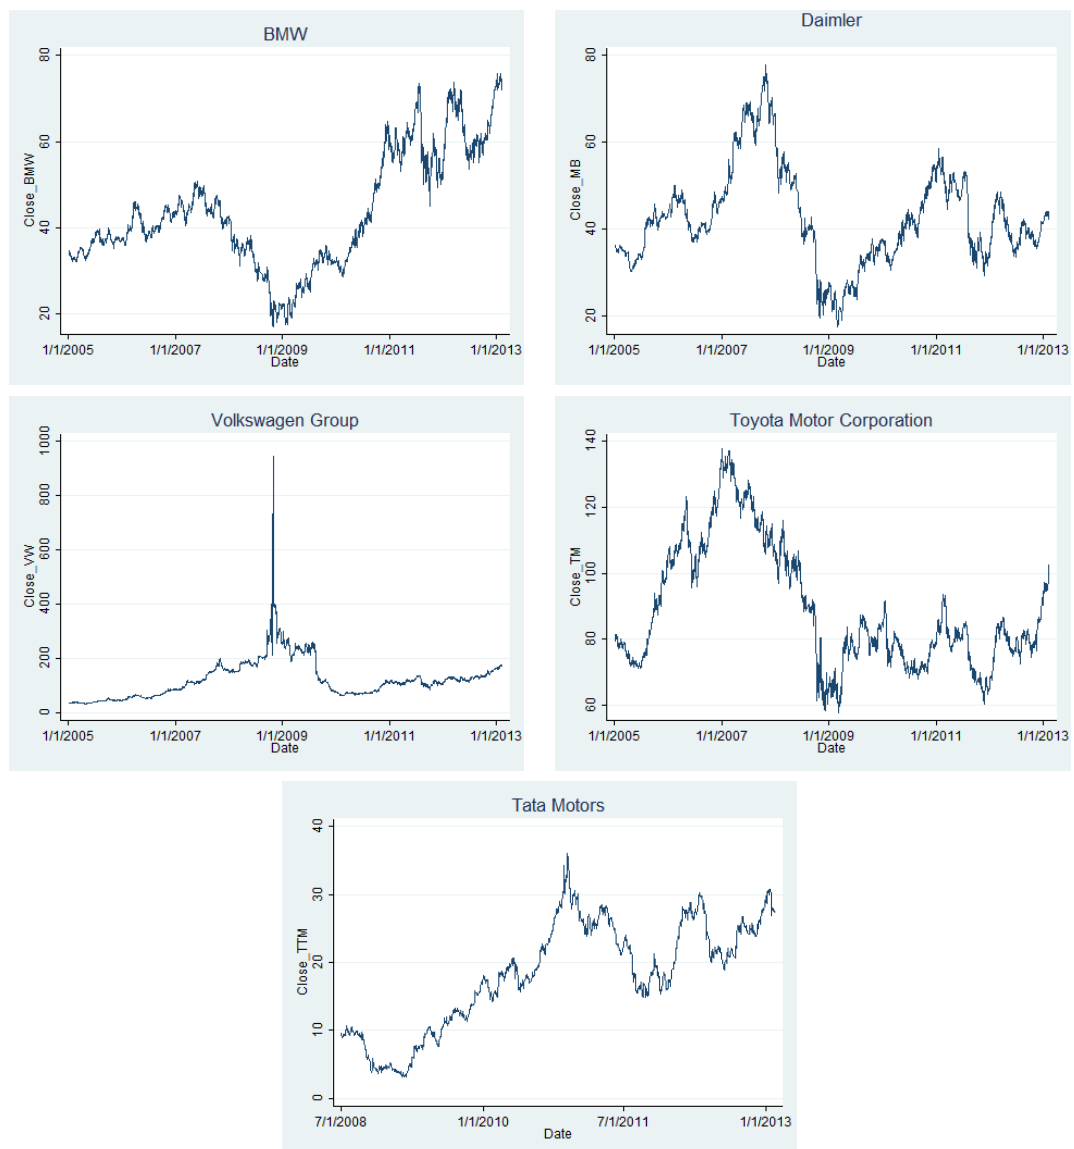 BMW
Close_BMW
80
60
40
20
1/1/2005 1/1/2007 1/1/2009 1/1/2011 1/1/2013
Date
Daimler
Close_MB
80
60
40
20
1/1/2005 1/1/2007 1/1/2009 1/1/2011 1/1/2013
Date
Volkswagen Group
Close_VW
1000
800
600
400
200
0
1/1/2005 1/1/2007 1/1/2009 1/1/2011 1/1/2013
Date
Toyota Motor Corporation
Close_TM
140
120
100
80
60
1/1/2005 1/1/2007 1/1/2009 1/1/2011 1/1/2013
Date
Tata Motors
Close_TTM
40
30
20
10
0
7/1/2008 1/1/2010 7/1/2011 1/1/2013
Date